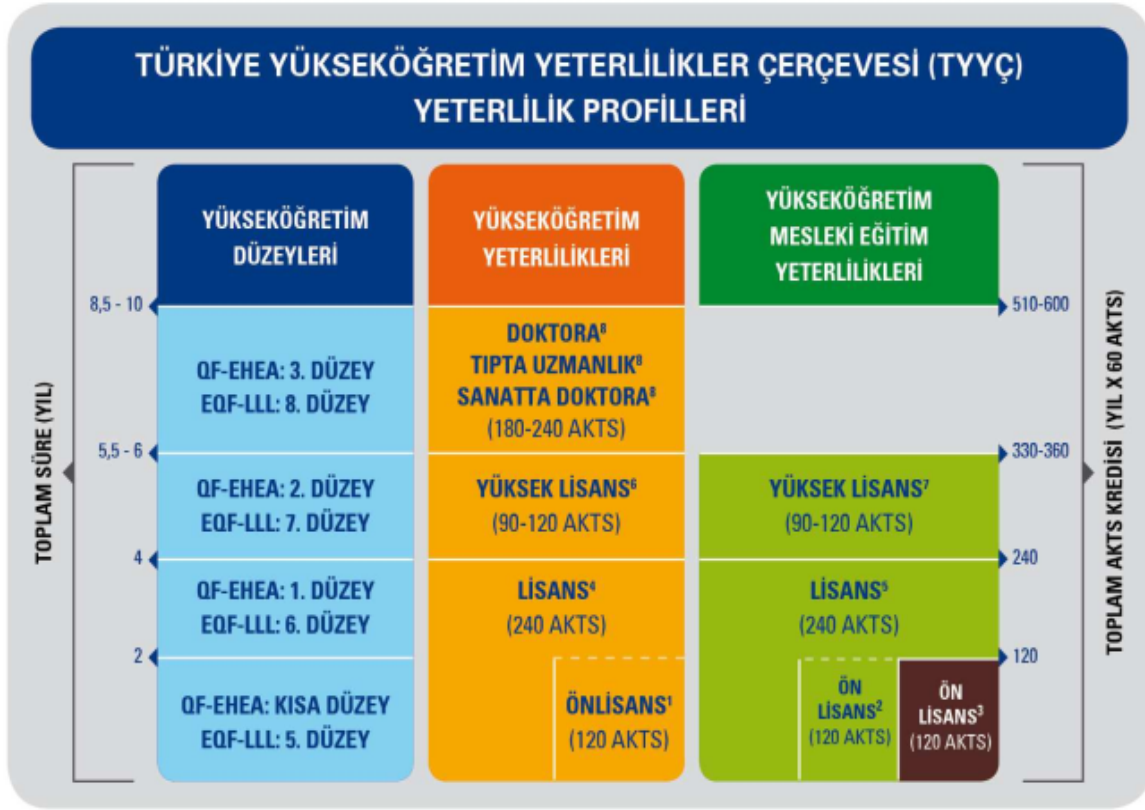 TÜRKİYE YÜKSEKÖĞRETİM YETERLİLİKLER ÇERÇEVESİ (TYYÇ)
YETERLİLİK PROFİLLERİ
TOPLAM SÜRE (YIL)
8,5 - 10
5,5 - 6
4
2
YÜKSEKÖĞRETİM
DÜZEYLERİ
QF-EHEA: 3. DÜZEY
EQF-LLL: 8. DÜZEY
QF-EHEA: 2. DÜZEY
EQF-LLL: 7. DÜZEY
QF-EHEA: 1. DÜZEY
EQF-LLL: 6. DÜZEY
QF-EHEA: KISA DÜZEY
EQF-LLL: 5. DÜZEY
YÜKSEKÖĞRETİM
YETERLİLİKLERİ
DOKTORA⁸
TIPTA UZMANLIK⁸
SANATTA DOKTORA⁸
(180-240 AKTS)
YÜKSEK LİSANS⁶
(90-120 AKTS)
LİSANS⁴
(240 AKTS)
ÖNLİSANS¹
(120 AKTS)
YÜKSEKÖĞRETİM
MESLEKİ EĞİTİM
YETERLİLİKLERİ
YÜKSEK LİSANS⁷
(90-120 AKTS)
LİSANS⁵
(240 AKTS)
ÖN
LİSANS²
(120 AKTS)
ÖN
LİSANS³
(120 AKTS)
510-600
330-360
240
120
TOPLAM AKTS KREDİSİ (YIL X 60 AKTS)